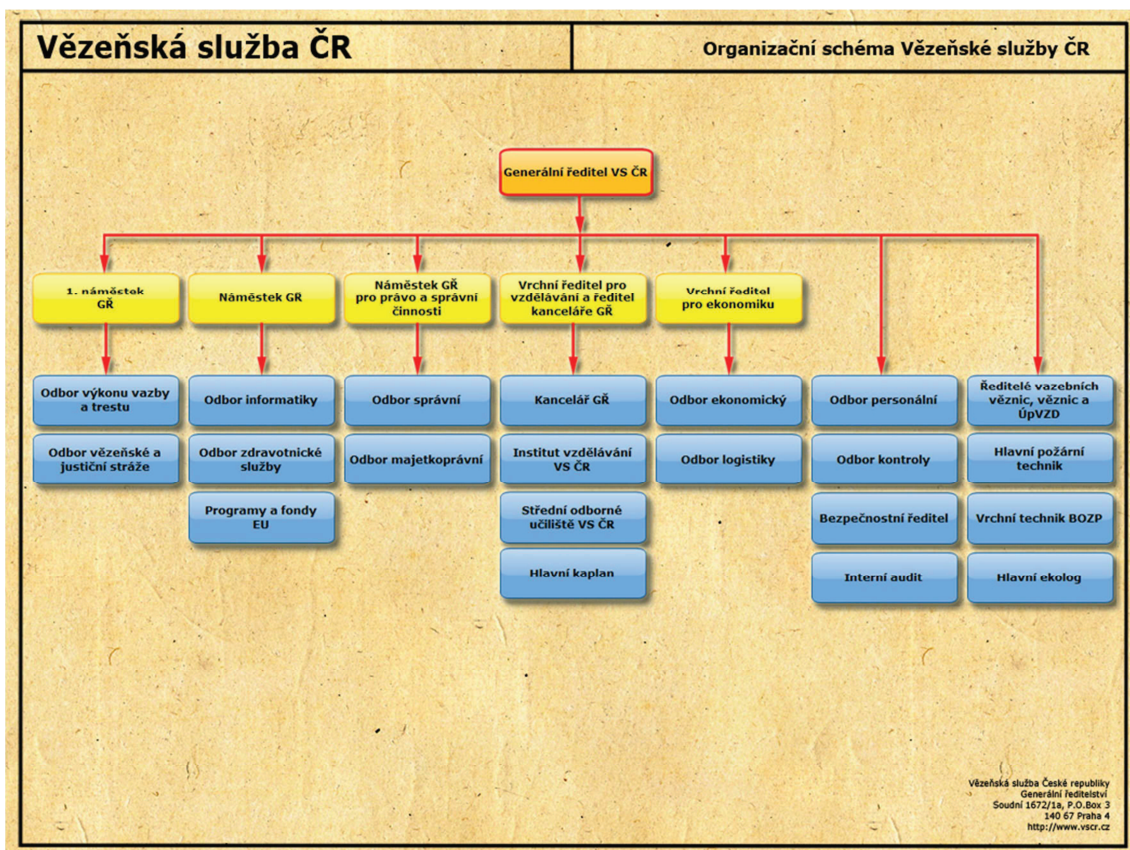 Vězeňská služba ČR
Organizační schéma Vězeňské služby ČR
Generální ředitel VS ČR
1. náměstek
GŘ
Náměstek GŘ
Náměstek GŘ
pro právo a správní
činnosti
Vrchní ředitel pro
vzdělávání a ředitel
kanceláře GŘ
Vrchní ředitel
pro ekonomiku
Odbor výkonu vazby
a trestu
Odbor informatiky
Odbor správní
Kancelář GŘ
Odbor ekonomický
Odbor personální
Ředitelé vazebních
věznic, věznic a
ÚpVZD
Odbor vězeňské a
justiční stráže
Odbor zdravotnické
služby
Odbor majetkoprávní
Institut vzdělávání
VS ČR
Odbor logistiky
Odbor kontroly
Hlavní požární
technik
Programy a fondy
EU
Střední odborné
učiliště VS ČR
Bezpečnostní ředitel
Vrchní technik BOZP
Hlavní kaplan
Interní audit
Hlavní ekolog
Vězeňská služba České republiky
Generální ředitelství
Soudní 1672/1a, P.O.Box 3
140 67 Praha 4
http://www.vscr.cz